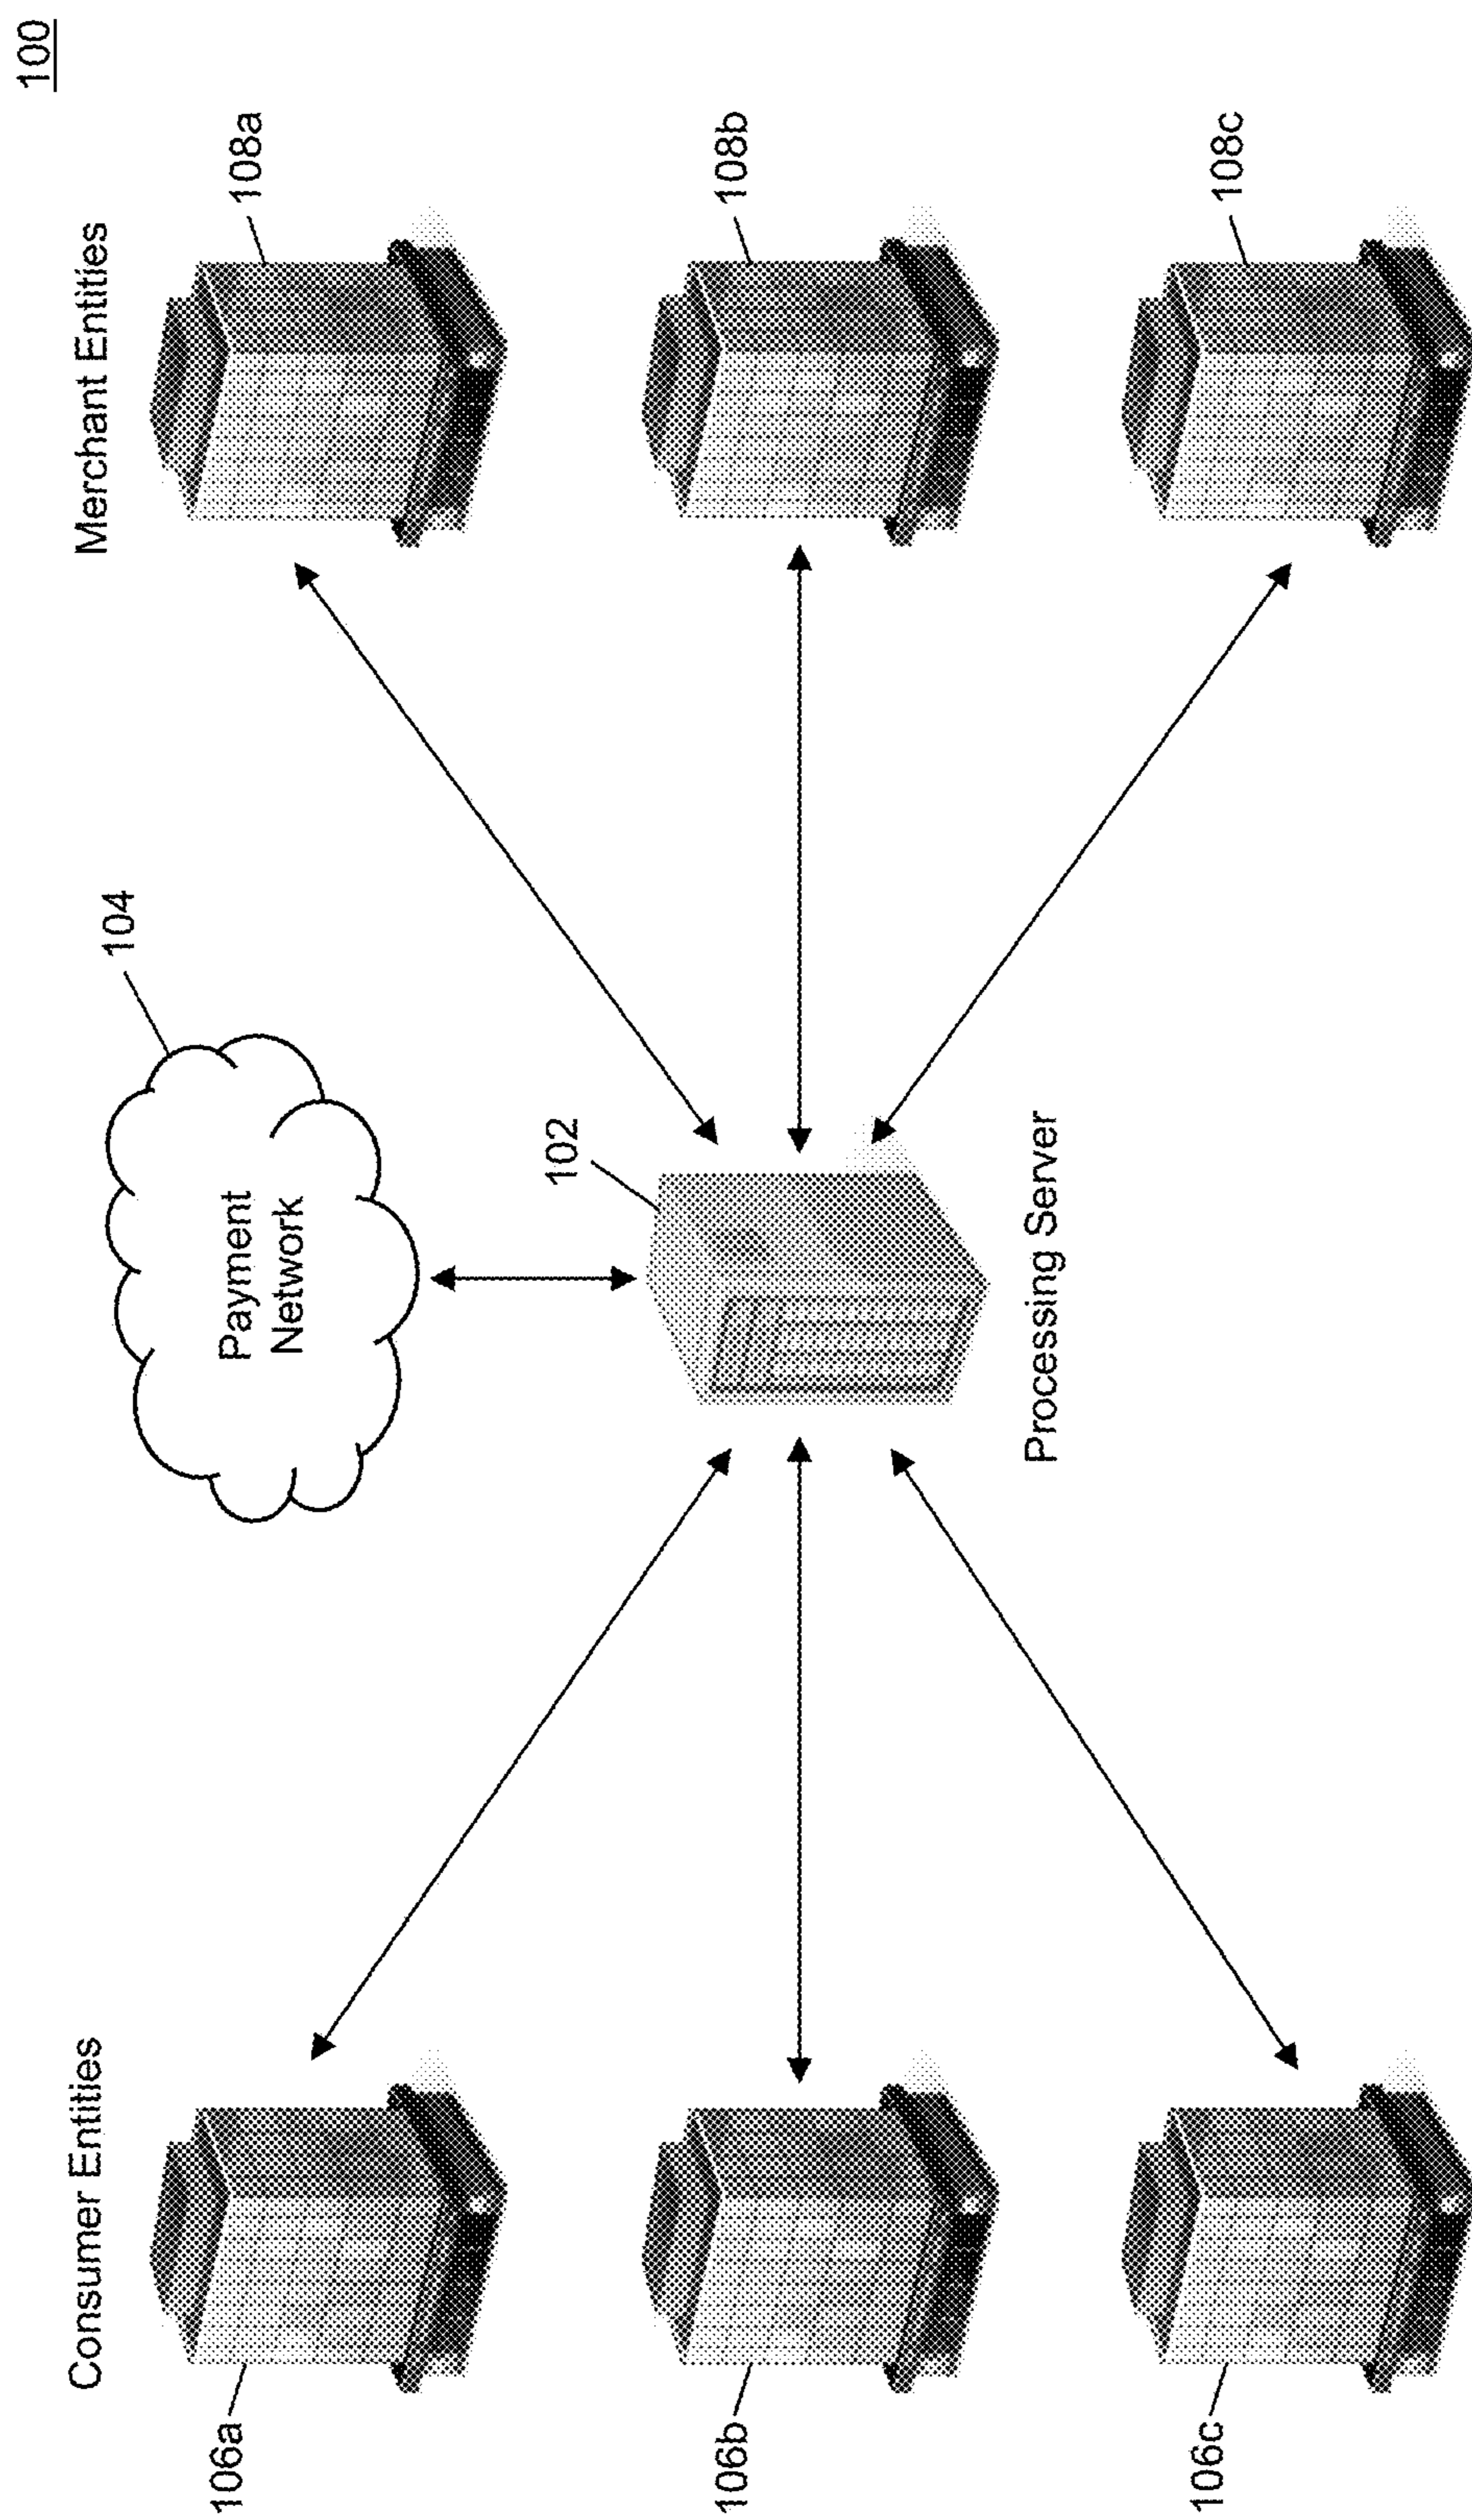 100
Consumer Entities
Merchant Entities
104
Payment
Network
106a
108a
102
106b
108b
Processing Server
106c
108c